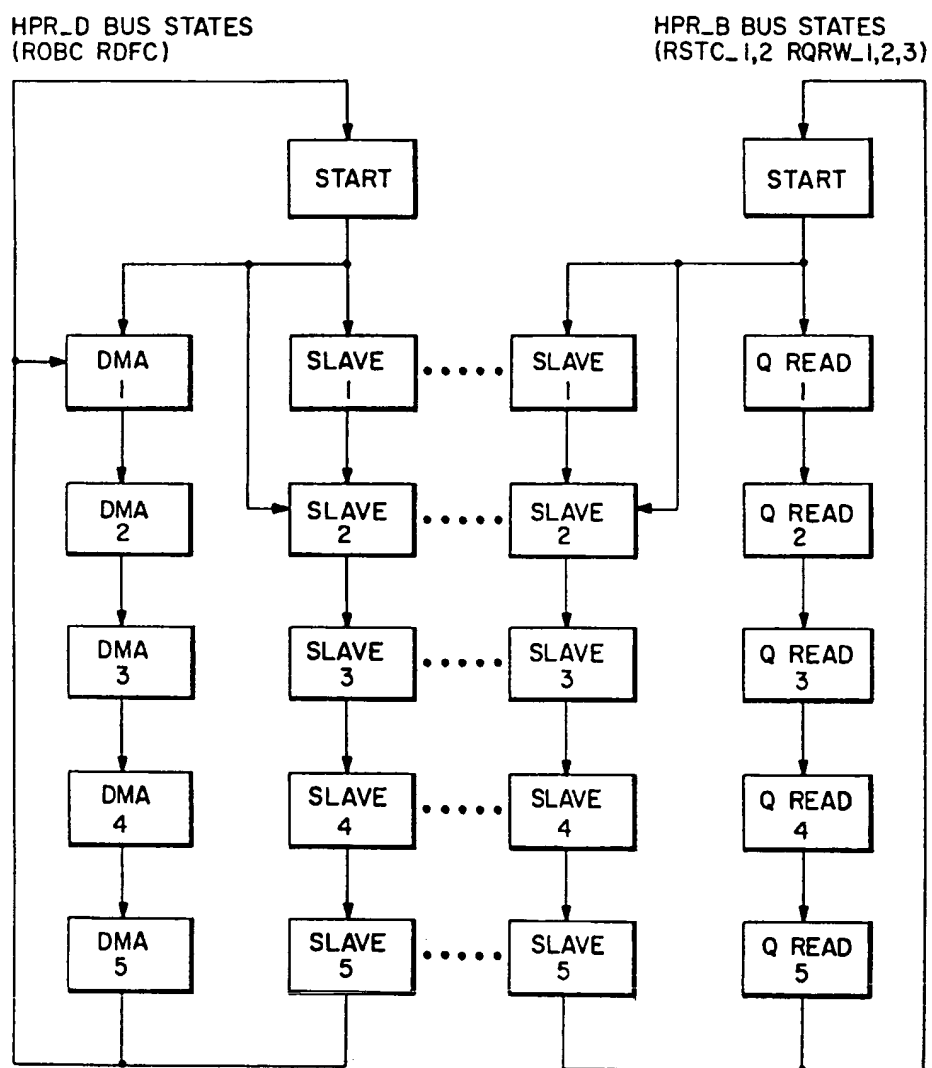 HPR_D BUS STATES
(ROBC RDFC)
HPR_B BUS STATES
(RSTC_1,2 RQRW_1,2,3)
START
START
DMA
1
SLAVE
1
SLAVE
1
Q READ
1
DMA
2
SLAVE
2
SLAVE
2
Q READ
2
DMA
3
SLAVE
3
SLAVE
3
Q READ
3
DMA
4
SLAVE
4
SLAVE
4
Q READ
4
DMA
5
SLAVE
5
SLAVE
5
Q READ
5